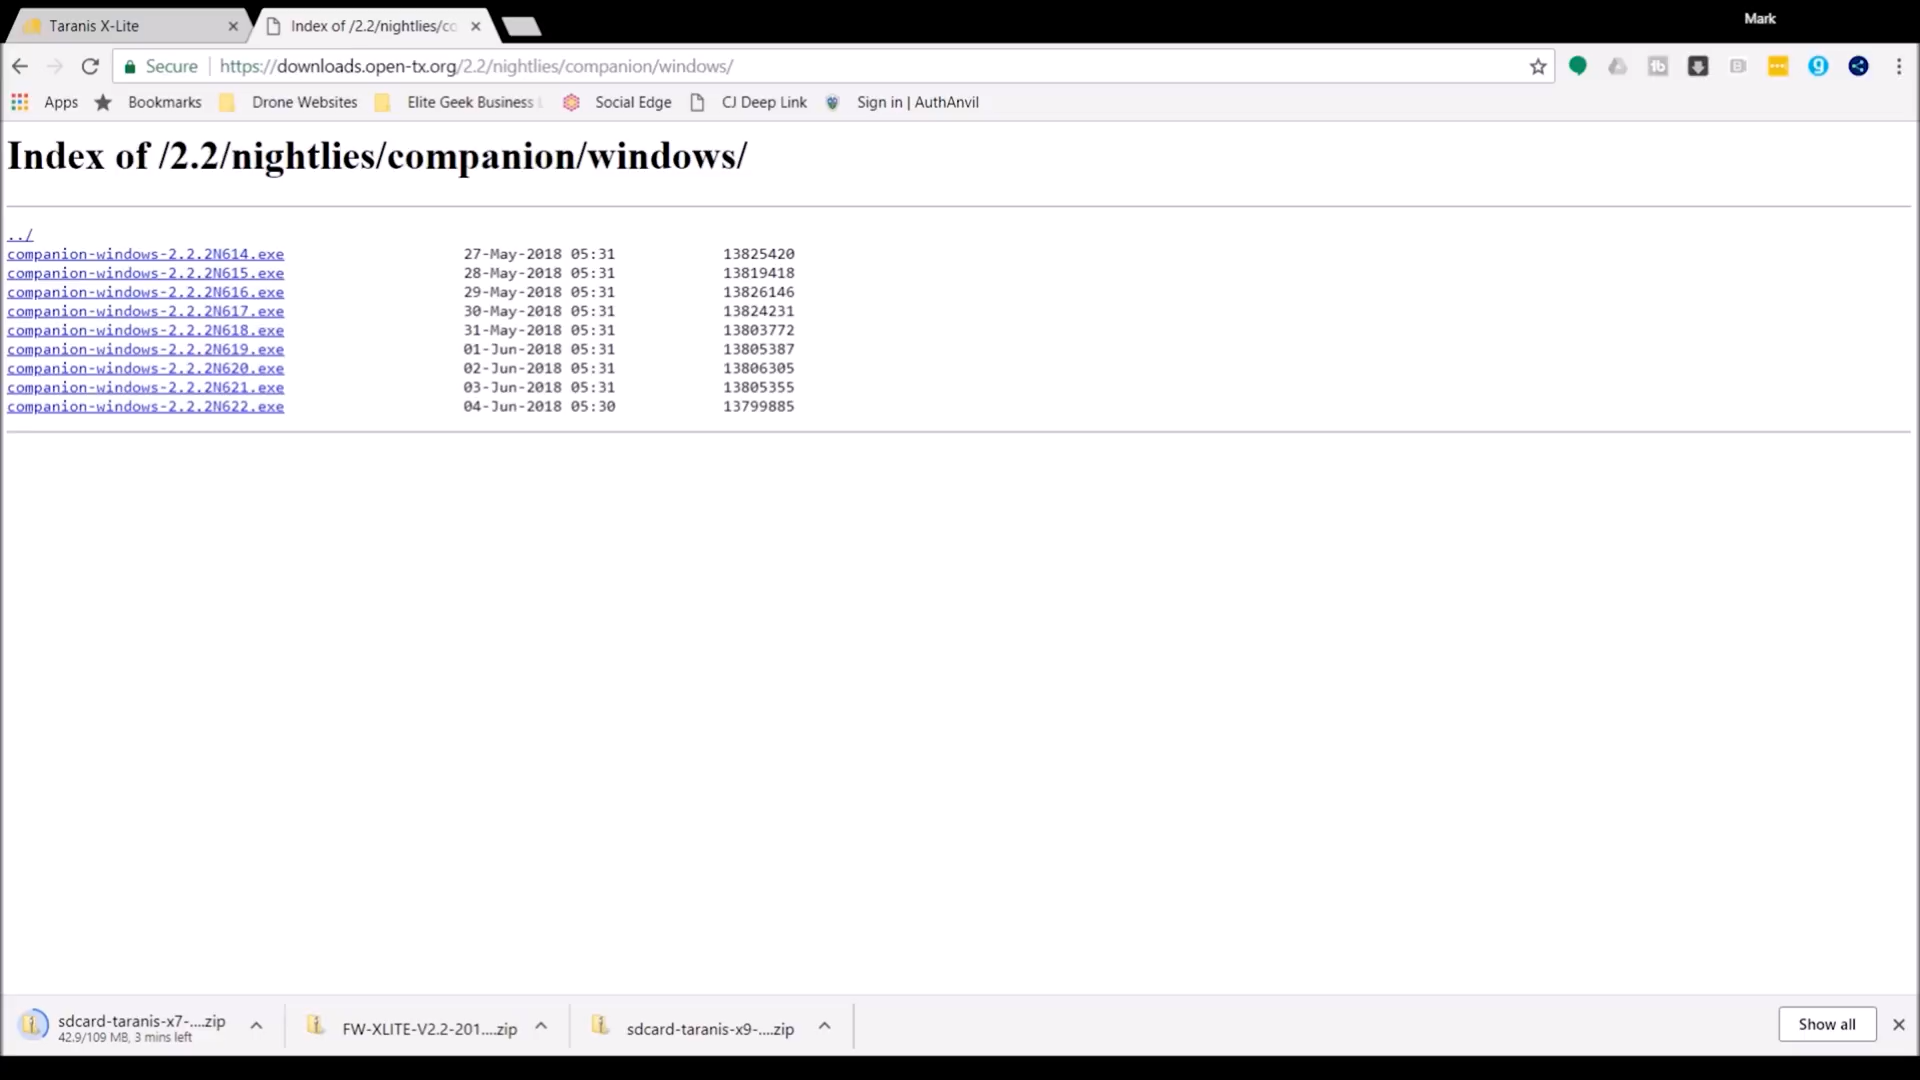 Mark
Taranis X-Lite
Index of /2.2/nightlies/co
Secure https://downloads.open-tx.org/2.2/nightlies/companion/windows/
Apps Bookmarks Drone Websites Elite Geek Business Social Edge CJ Deep Link Sign in | AuthAnvil
Index of /2.2/nightlies/companion/windows/
../
companion-windows-2.2.2N614.exe 27-May-2018 05:31 13825420
companion-windows-2.2.2N615.exe 28-May-2018 05:31 13819418
companion-windows-2.2.2N616.exe 29-May-2018 05:31 13826146
companion-windows-2.2.2N617.exe 30-May-2018 05:31 13824231
companion-windows-2.2.2N618.exe 31-May-2018 05:31 13803772
companion-windows-2.2.2N619.exe 01-Jun-2018 05:31 13805387
companion-windows-2.2.2N620.exe 02-Jun-2018 05:31 13806305
companion-windows-2.2.2N621.exe 03-Jun-2018 05:31 13805355
companion-windows-2.2.2N622.exe 04-Jun-2018 05:30 13799885
sdcard-taranis-x7-....zip
42.9/109 MB, 3 mins left
FW-XLITE-V2.2-201....zip
sdcard-taranis-x9-....zip
Show all